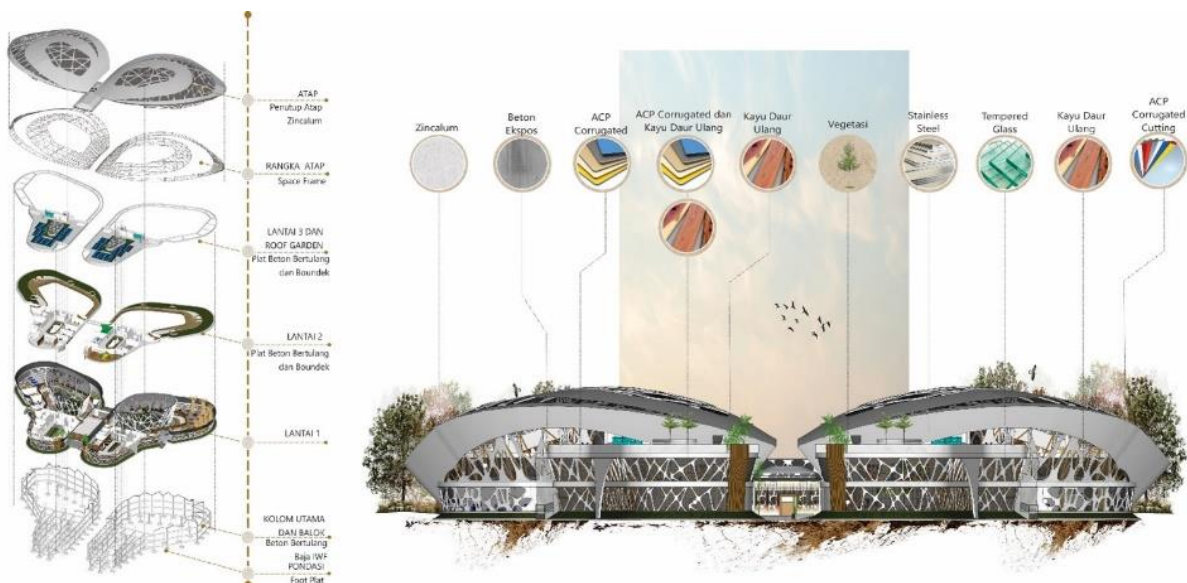 ATAP
Penutup Atap
Zincalum
RANGKA ATAP
Space Frame
LANTAI 3 DAN
ROOF GARDEN
Plat Beton Bertulang
dan Boundek
LANTAI 2
Plat Beton Bertulang
dan Boundek
LANTAI 1
KOLOM UTAMA
DAN BALOK
Beton Bertulang
Baja IWF
PONDASI
Foot Plat
Zincalum
Beton
Ekspos
ACP
Corrugated
ACP Corrugated dan
Kayu Daur Ulang
Kayu Daur
Ulang
Vegetasi
Stainless
Steel
Tempered
Glass
Kayu Daur
Ulang
ACP
Corrugated
Cutting